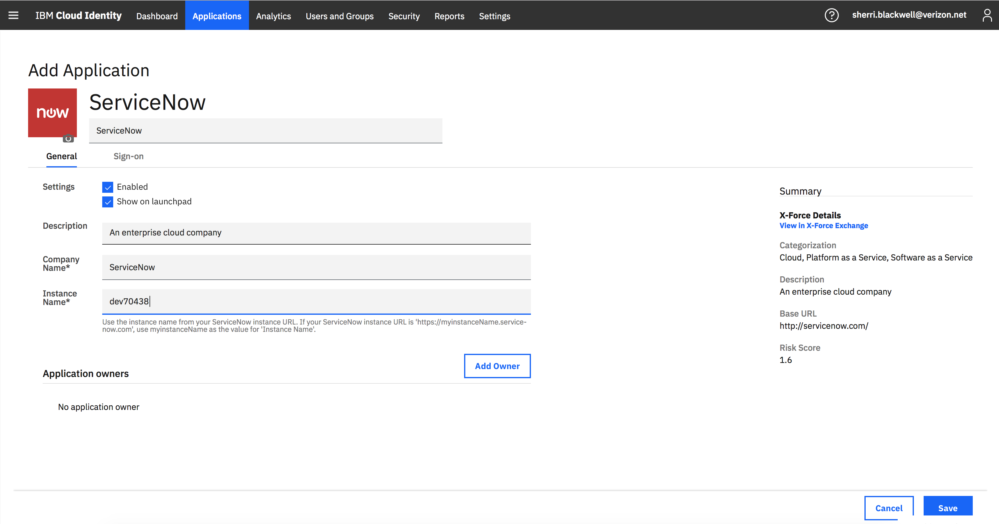 IBM Cloud Identity Dashboard Applications Analytics Users and Groups Security Reports Settings ? sherri.blackwell@verizon.net
Add Application
now
ServiceNow
ServiceNow
General Sign-on
Settings
Enabled
Show on launchpad
Description
An enterprise cloud company
Company
Name*
ServiceNow
Instance
Name*
dev70438
Use the instance name from your ServiceNow instance URL. If your ServiceNow instance URL is 'https://myinstanceName.service-
now.com', use myinstanceName as the value for 'Instance Name'.
Application owners
Add Owner
No application owner
Summary
X-Force Details
View in X-Force Exchange
Categorization
Cloud, Platform as a Service, Software as a Service
Description
An enterprise cloud company
Base URL
http://servicenow.com/
Risk Score
1.6
Cancel Save